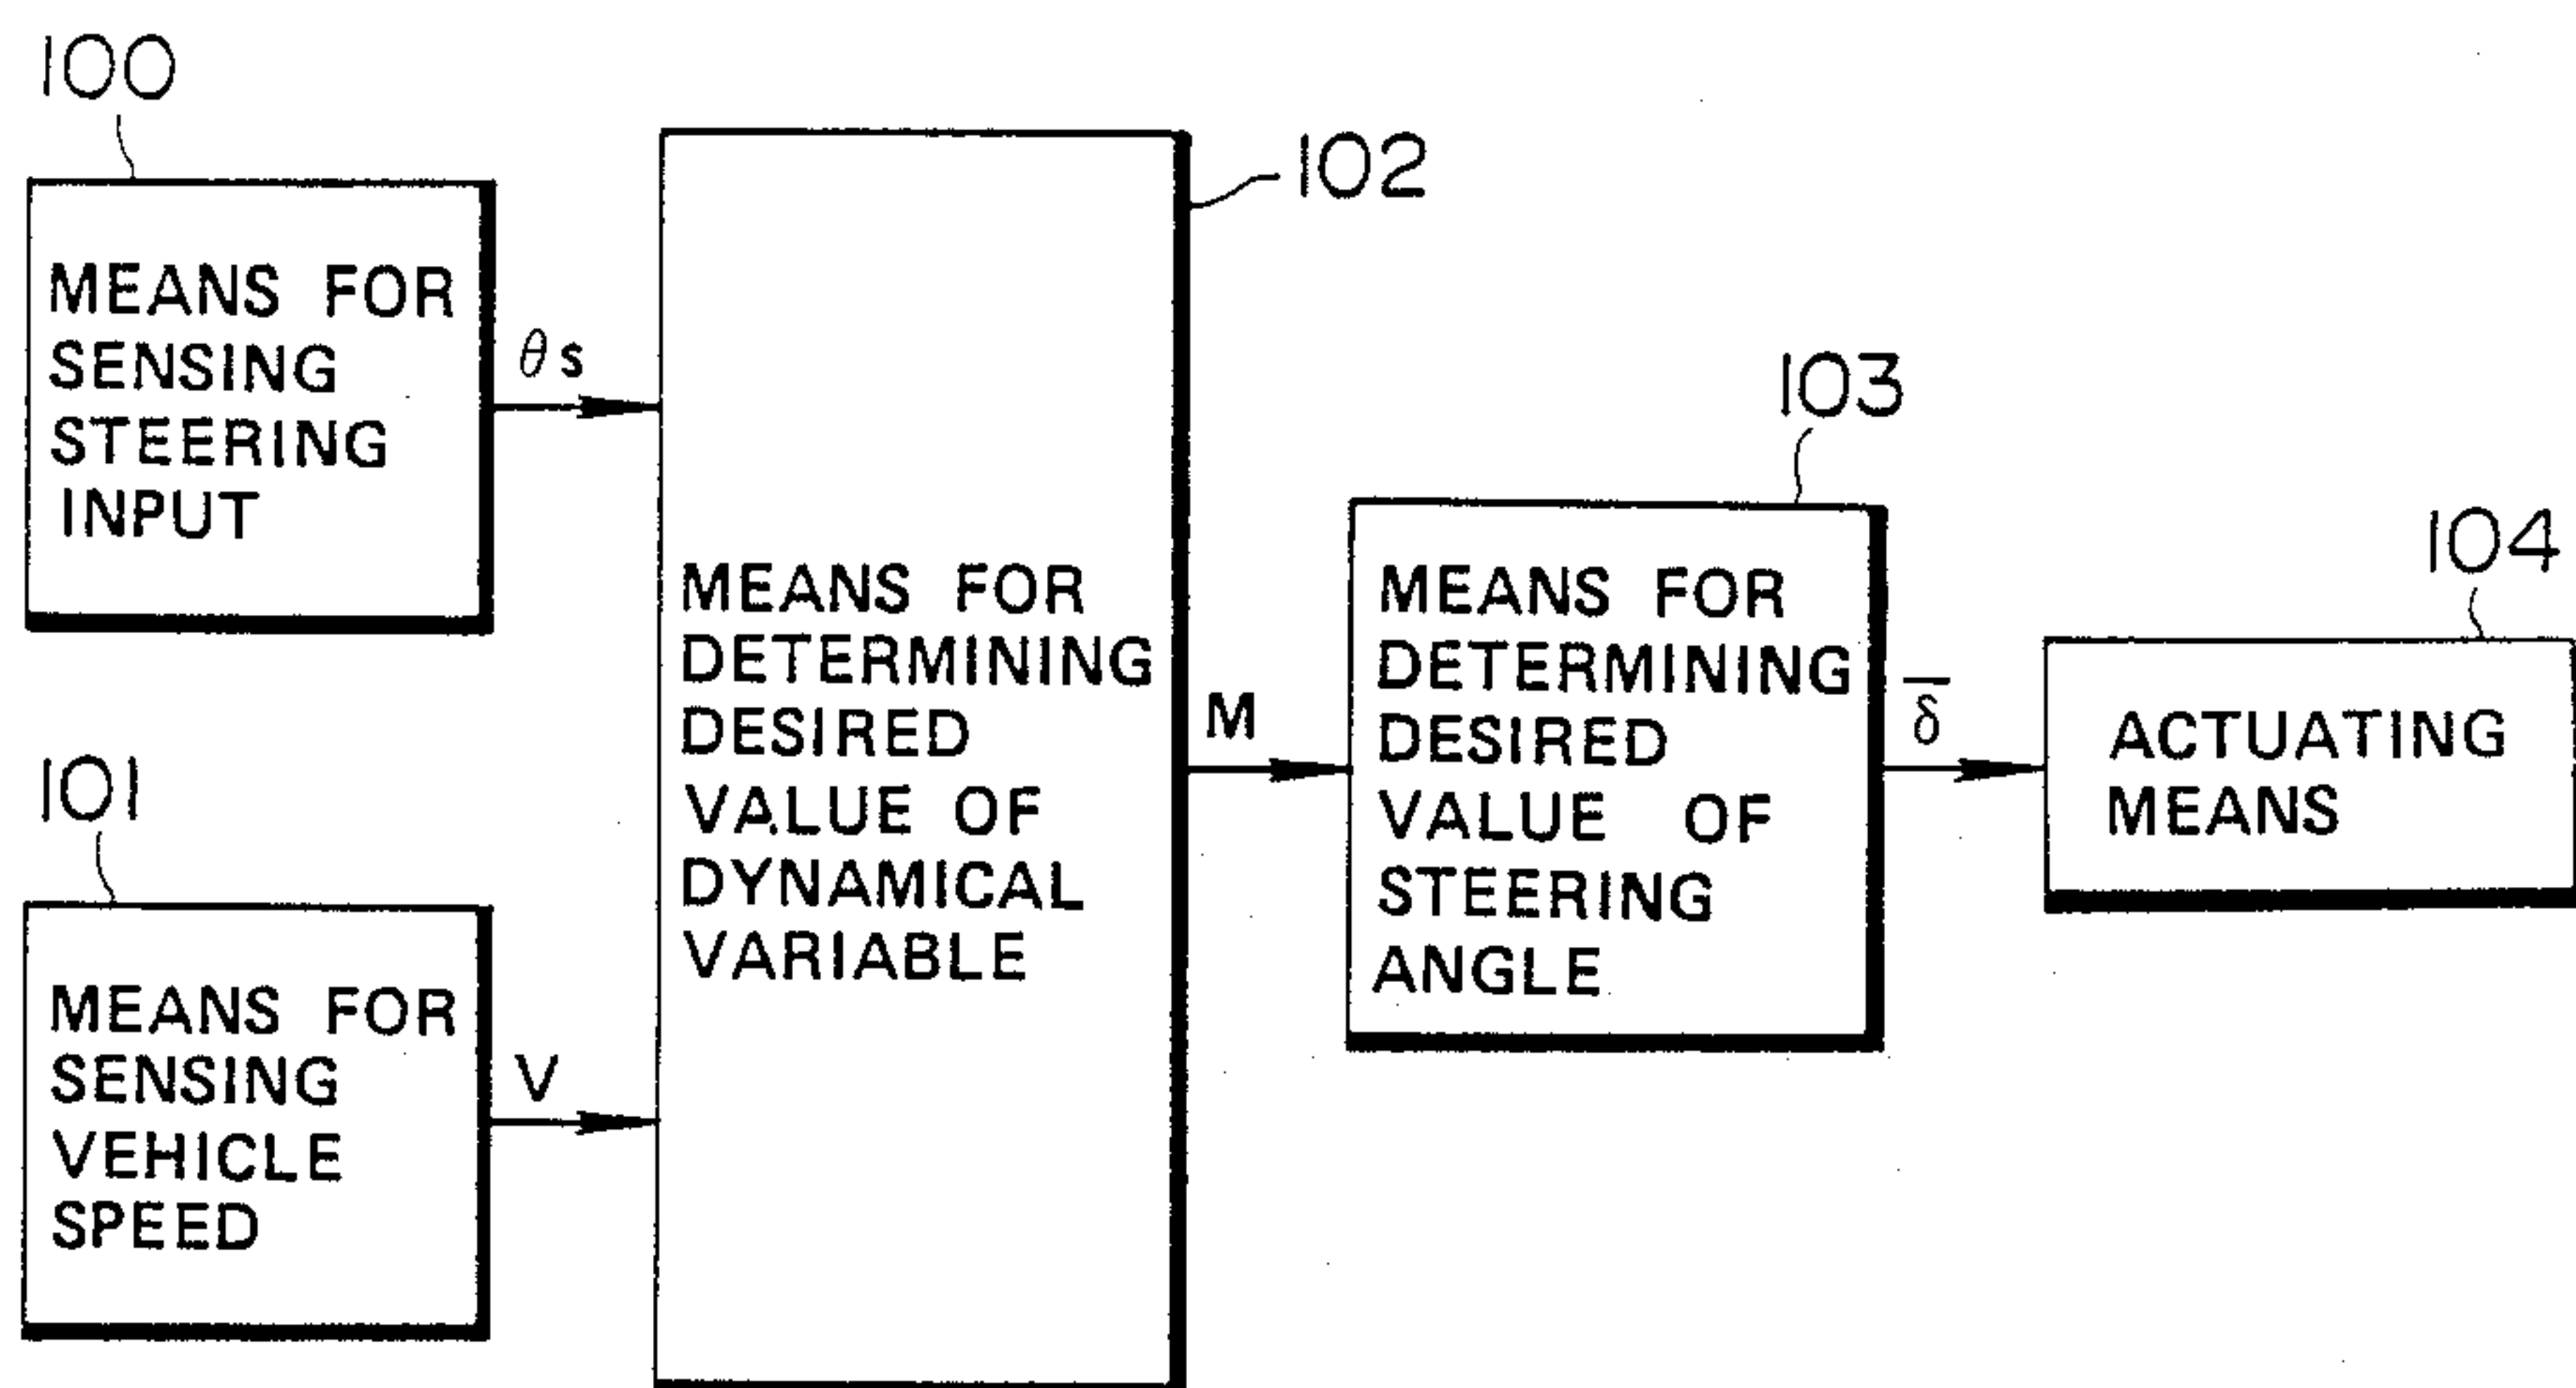 100
MEANS FOR
SENSING
STEERING
INPUT
θs
101
MEANS FOR
SENSING
VEHICLE
SPEED
V
102
MEANS FOR
DETERMINING
DESIRED
VALUE OF
DYNAMICAL
VARIABLE
M
103
MEANS FOR
DETERMINING
DESIRED
VALUE OF
STEERING
ANGLE
δ̅
104
ACTUATING
MEANS